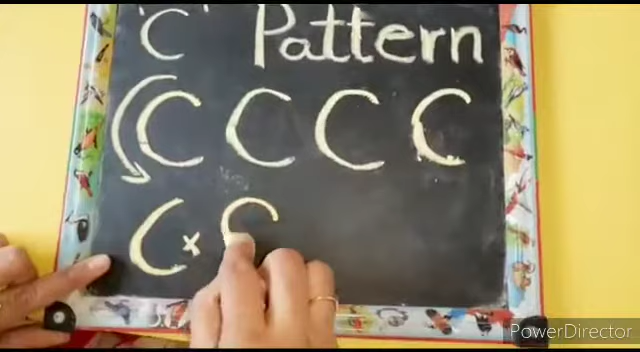 'C' Pattern
C C C C
C x C
PowerDirector